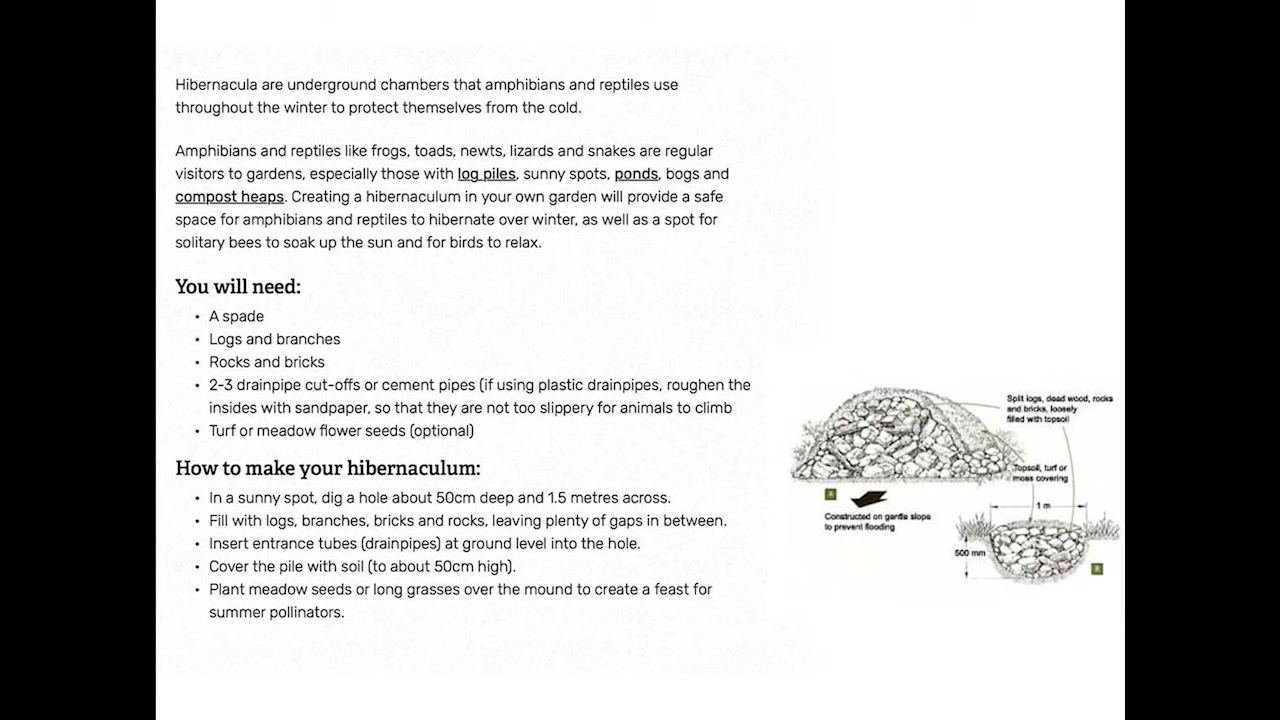 Hibernacula are underground chambers that amphibians and reptiles use
throughout the winter to protect themselves from the cold.
Amphibians and reptiles like frogs, toads, newts, lizards and snakes are regular
visitors to gardens, especially those with log piles, sunny spots, ponds, bogs and
compost heaps. Creating a hibernaculum in your own garden will provide a safe
space for amphibians and reptiles to hibernate over winter, as well as a spot for
solitary bees to soak up the sun and for birds to relax.
You will need:
• A spade
• Logs and branches
• Rocks and bricks
• 2-3 drainpipe cut-offs or cement pipes (if using plastic drainpipes, roughen the
insides with sandpaper, so that they are not too slippery for animals to climb
• Turf or meadow flower seeds (optional)
How to make your hibernaculum:
• In a sunny spot, dig a hole about 50cm deep and 1.5 metres across.
• Fill with logs, branches, bricks and rocks, leaving plenty of gaps in between.
• Insert entrance tubes (drainpipes) at ground level into the hole.
• Cover the pile with soil (to about 50cm high).
• Plant meadow seeds or long grasses over the mound to create a feast for
summer pollinators.
Split logs, dead wood, rocks
and bricks, loosely
filled with topsoil
Topsoil, turf or
moss covering
A
Constructed on gentle slope
to prevent flooding
1 m
500 mm
B